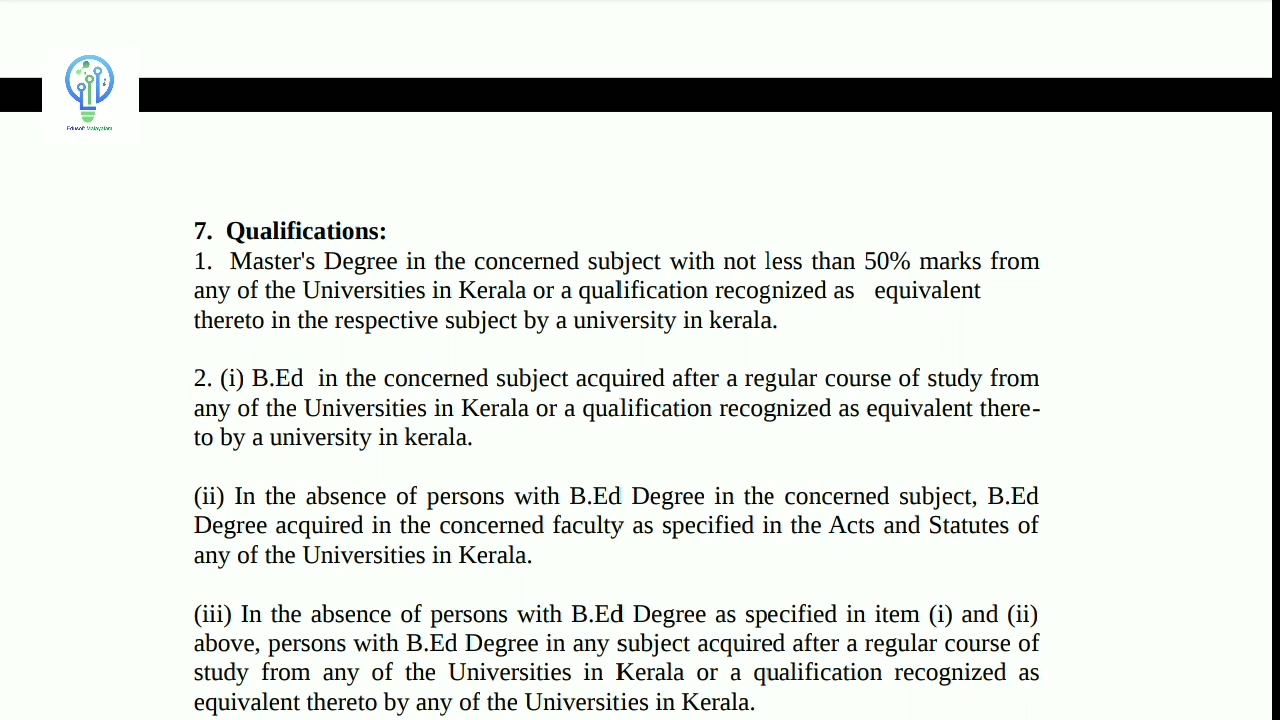 Edusoft Malayalam
7. Qualifications:
1. Master's Degree in the concerned subject with not less than 50% marks from
any of the Universities in Kerala or a qualification recognized as equivalent
thereto in the respective subject by a university in kerala.
2. (i) B.Ed in the concerned subject acquired after a regular course of study from
any of the Universities in Kerala or a qualification recognized as equivalent there-
to by a university in kerala.
(ii) In the absence of persons with B.Ed Degree in the concerned subject, B.Ed
Degree acquired in the concerned faculty as specified in the Acts and Statutes of
any of the Universities in Kerala.
(iii) In the absence of persons with B.Ed Degree as specified in item (i) and (ii)
above, persons with B.Ed Degree in any subject acquired after a regular course of
study from any of the Universities in Kerala or a qualification recognized as
equivalent thereto by any of the Universities in Kerala.